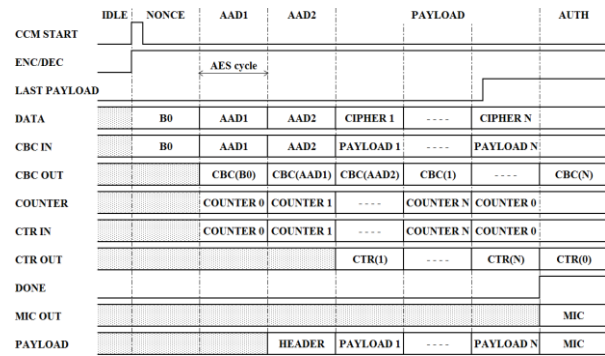 IDLE NONCE AAD1 AAD2 PAYLOAD AUTH
CCM START
ENC/DEC AES cycle
LAST PAYLOAD
DATA B0 AAD1 AAD2 CIPHER 1 - - - - CIPHER N
CBC IN B0 AAD1 AAD2 PAYLOAD 1 - - - - PAYLOAD N
CBC OUT CBC(B0) CBC(AAD1) CBC(AAD2) CBC(1) - - - - CBC(N)
COUNTER COUNTER 0 COUNTER 1 - - - - COUNTER N COUNTER 0
CTR IN COUNTER 0 COUNTER 1 - - - - COUNTER N COUNTER 0
CTR OUT CTR(1) - - - - CTR(N) CTR(0)
DONE
MIC OUT MIC
PAYLOAD HEADER PAYLOAD 1 - - - - PAYLOAD N MIC